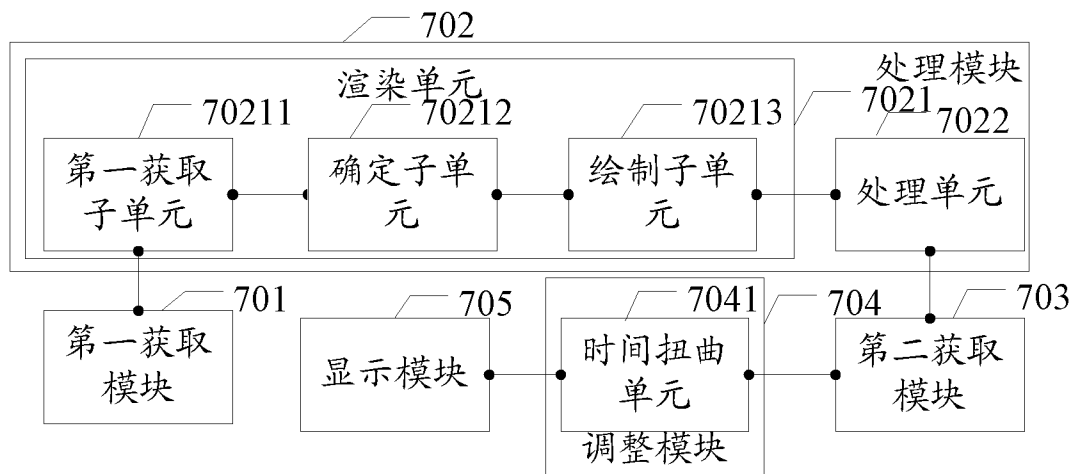 702
处理模块
渲染单元
70211
70212
70213
7021
7022
第一获取
子单元
确定子单
元
绘制子单
元
处理单元
701
705
7041
704
703
第一获取
模块
显示模块
时间扭曲
单元
第二获取
模块
调整模块